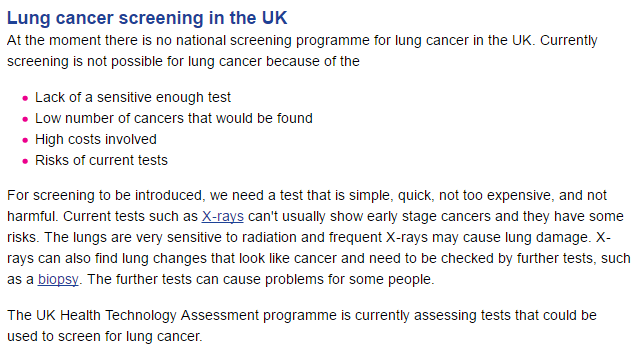 Lung cancer screening in the UK
At the moment there is no national screening programme for lung cancer in the UK. Currently
screening is not possible for lung cancer because of the
• Lack of a sensitive enough test
• Low number of cancers that would be found
• High costs involved
• Risks of current tests
For screening to be introduced, we need a test that is simple, quick, not too expensive, and not
harmful. Current tests such as X-rays can't usually show early stage cancers and they have some
risks. The lungs are very sensitive to radiation and frequent X-rays may cause lung damage. X-
rays can also find lung changes that look like cancer and need to be checked by further tests, such
as a biopsy. The further tests can cause problems for some people.
The UK Health Technology Assessment programme is currently assessing tests that could be
used to screen for lung cancer.